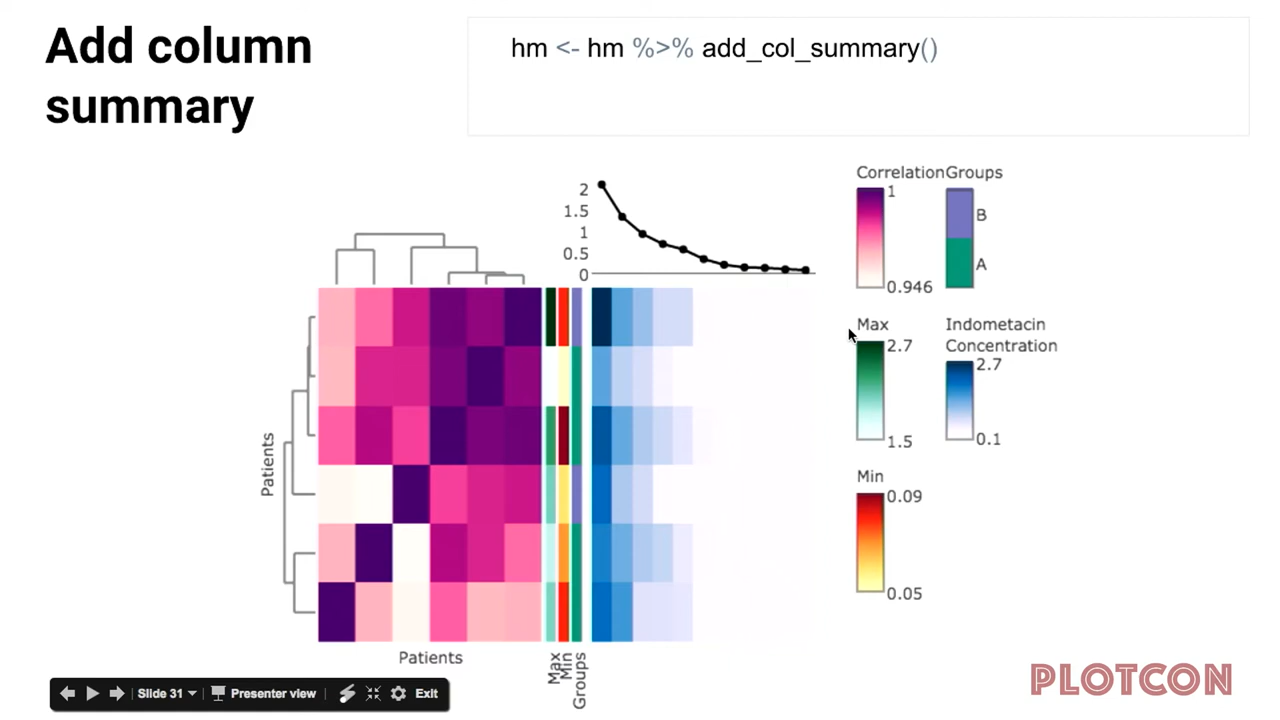 Add column
summary
hm <- hm %>% add_col_summary()
2
1.5
1
0.5
0
Correlation
1
0.946
Groups
B
A
Max
2.7
1.5
Indometacin
Concentration
2.7
0.1
Min
0.09
0.05
Patients
Patients
Max
Min
Groups
Slide 31
Presenter view
Exit
PLOTCON